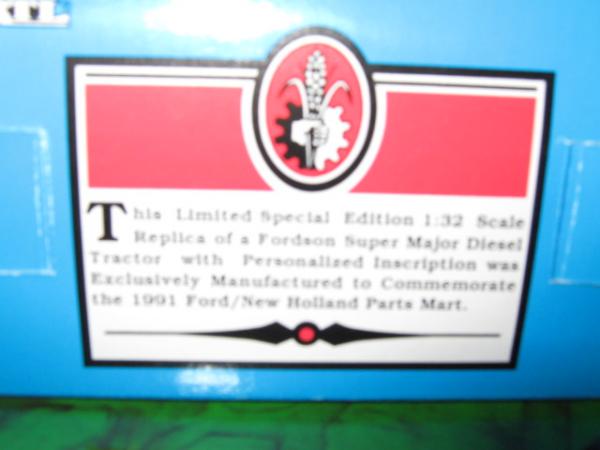 RTL
This Limited Special Edition 1:32 Scale
Replica of a Fordson Super Major Diesel
Tractor with Personalized Inscription was
Exclusively Manufactured to Commemorate
the 1991 Ford/New Holland Parts Mart.